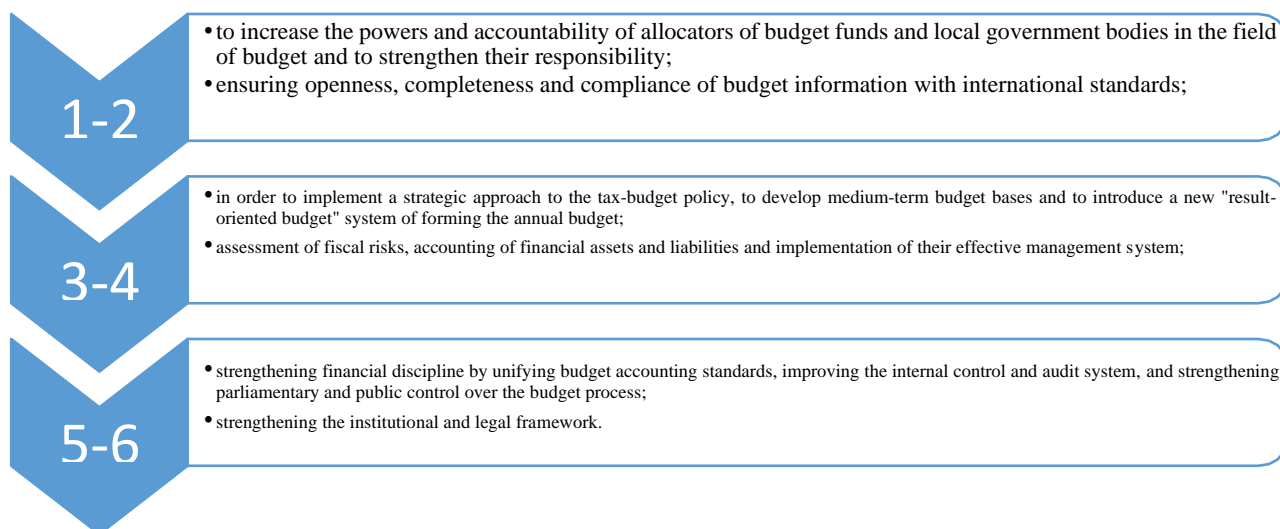 1-2
• to increase the powers and accountability of allocators of budget funds and local government bodies in the field
of budget and to strengthen their responsibility;
• ensuring openness, completeness and compliance of budget information with international standards;
3-4
• in order to implement a strategic approach to the tax-budget policy, to develop medium-term budget bases and to introduce a new "result-
oriented budget" system of forming the annual budget;
• assessment of fiscal risks, accounting of financial assets and liabilities and implementation of their effective management system;
5-6
• strengthening financial discipline by unifying budget accounting standards, improving the internal control and audit system, and strengthening
parliamentary and public control over the budget process;
• strengthening the institutional and legal framework.